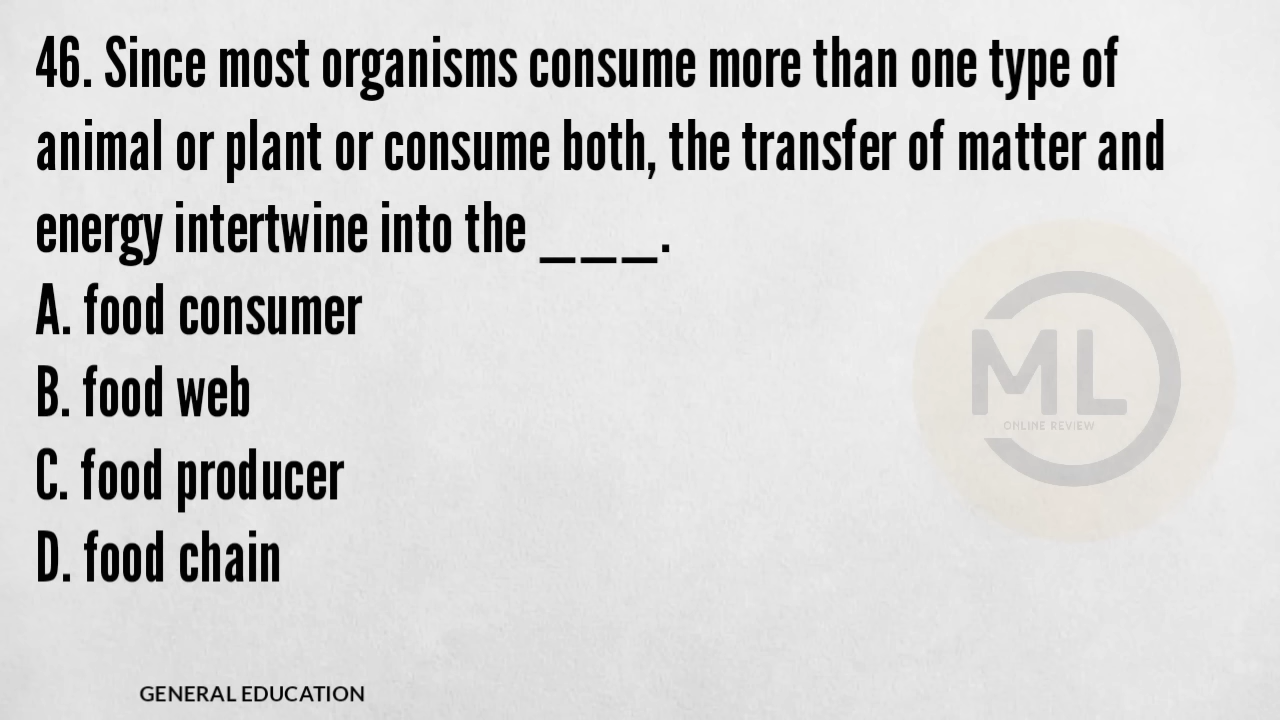 46. Since most organisms consume more than one type of
animal or plant or consume both, the transfer of matter and
energy intertwine into the ___.
A. food consumer
B. food web
C. food producer
D. food chain
ML
ONLINE REVIEW
GENERAL EDUCATION